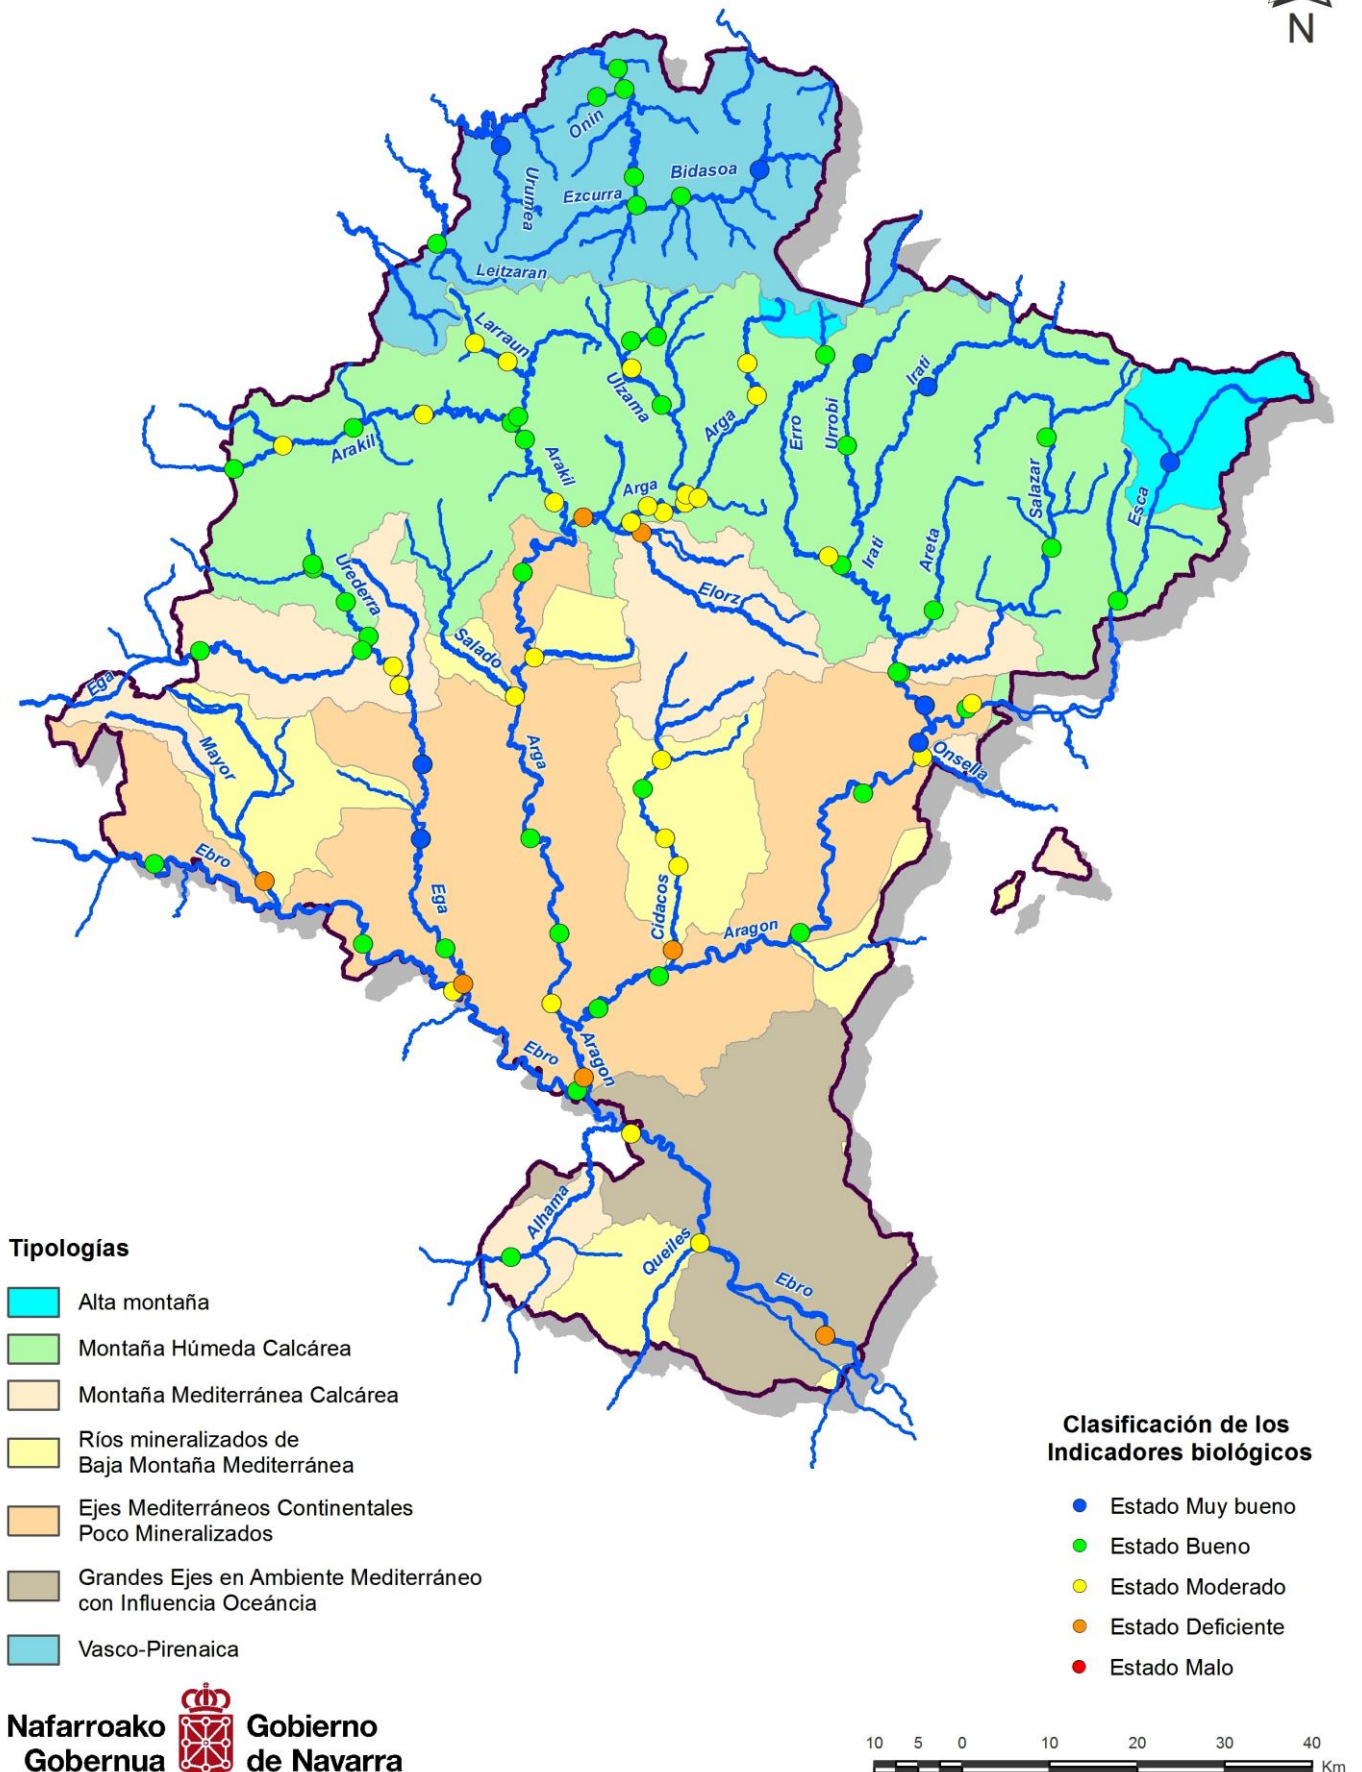 N
Onin
Bidasoa
Urumea
Ezcurra
Leitzaran
Larraun
Ulzama
Irati
Arga
Erro
Urrobi
Arakil
Arakil
Salazar
Esca
Arga
Areta
Irati
Urederra
Elorz
Salado
Ega
Mayor
Arga
Onsella
Ebro
Ega
Cidacos
Aragon
Ebro
Aragon
Alhama
Queiles
Ebro
Tipologías
Alta montaña
Montaña Húmeda Calcárea
Montaña Mediterránea Calcárea
Ríos mineralizados de
Baja Montaña Mediterránea
Ejes Mediterráneos Continentales
Poco Mineralizados
Grandes Ejes en Ambiente Mediterráneo
con Influencia Oceáncia
Vasco-Pirenaica
Clasificación de los
Indicadores biológicos
Estado Muy bueno
Estado Bueno
Estado Moderado
Estado Deficiente
Estado Malo
Nafarroako
Gobernua
Gobierno
de Navarra
10 5 0 10 20 30 40
Km